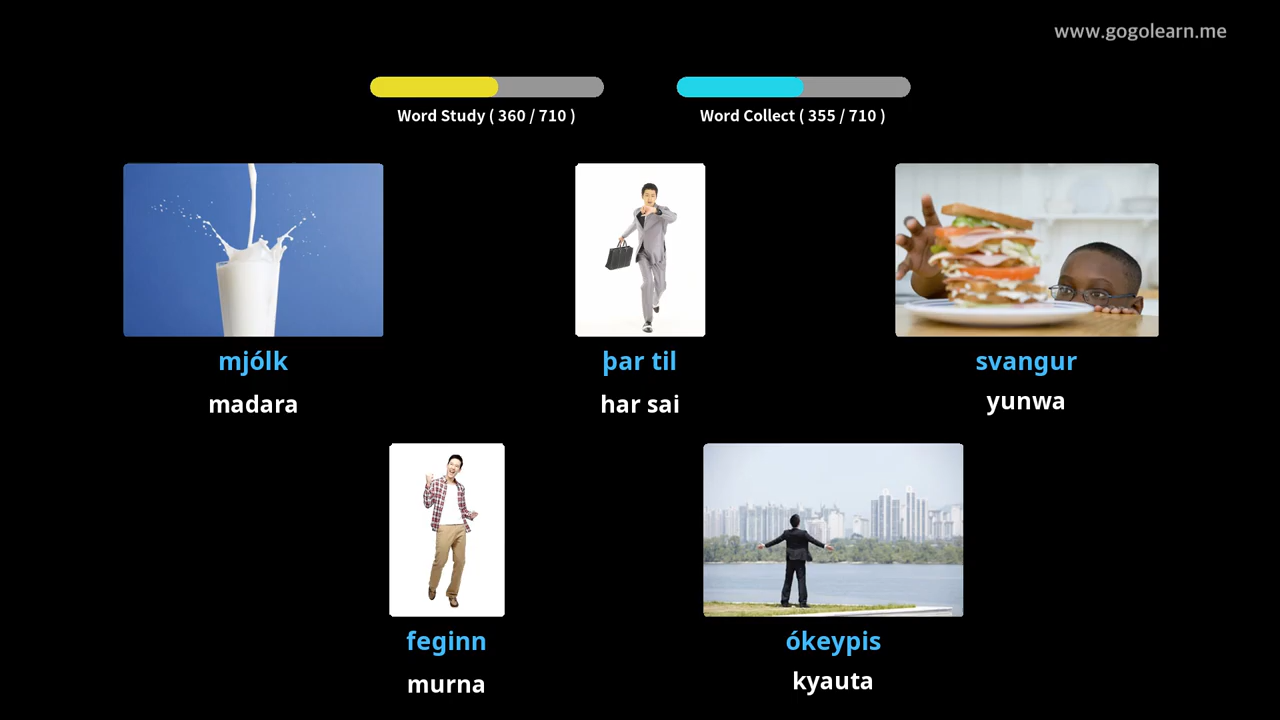 www.gogolearn.me
Word Study ( 360 / 710 )
Word Collect ( 355 / 710 )
mjólk
madara
þar til
har sai
svangur
yunwa
feginn
murna
ókeypis
kyauta